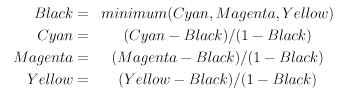 Black = minimum(Cyan, Magenta, Yellow)
Cyan = (Cyan − Black)/(1 − Black)
Magenta = (Magenta − Black)/(1 − Black)
Yellow = (Yellow − Black)/(1 − Black)